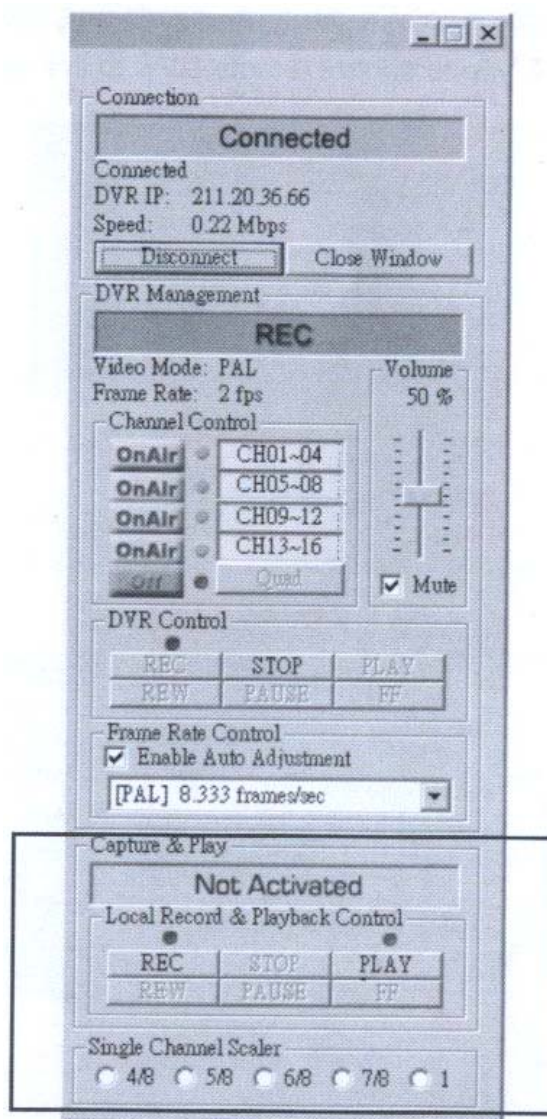 Connection
Connected
Connected
DVR IP: 211.20.36.66
Speed: 0.22 Mbps
Disconnect Close Window
DVR Management
REC
Video Mode: PAL
Frame Rate: 2 fps
Volume
50 %
Channel Control
OnAir CH01~04
OnAir CH05~08
OnAir CH09~12
OnAir CH13~16
Off Quad
Mute
DVR Control
REC STOP PLAY
REW PAUSE FF
Frame Rate Control
Enable Auto Adjustment
[PAL] 8.333 frames/sec
Capture & Play
Not Activated
Local Record & Playback Control
REC STOP PLAY
REW PAUSE FF
Single Channel Scaler
4/8 5/8 6/8 7/8 1